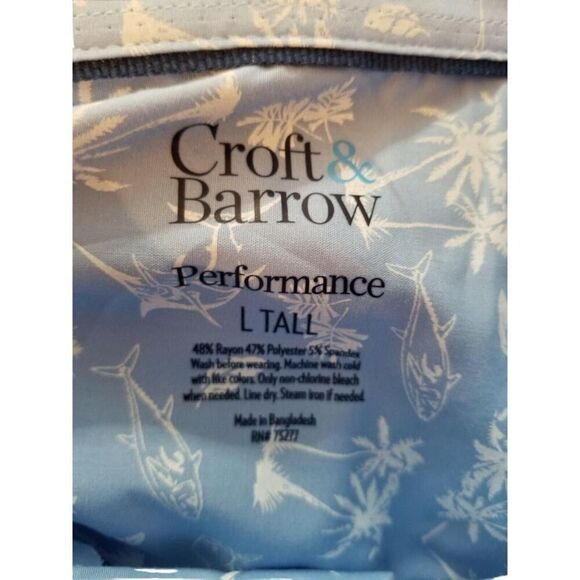 Croft&
Barrow
Performance
L TALL
48% Rayon 47% Polyester 5% Spandex
Wash before wearing. Machine wash cold
with like colors. Only non-chlorine bleach
when needed. Line dry. Steam iron if needed.
Made in Bangladesh
RN# 75277